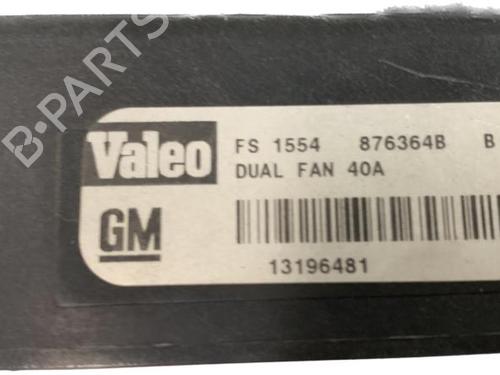 B-PARTS
Valeo
FS 1554 876364B B
DUAL FAN 40A
GM
13196481